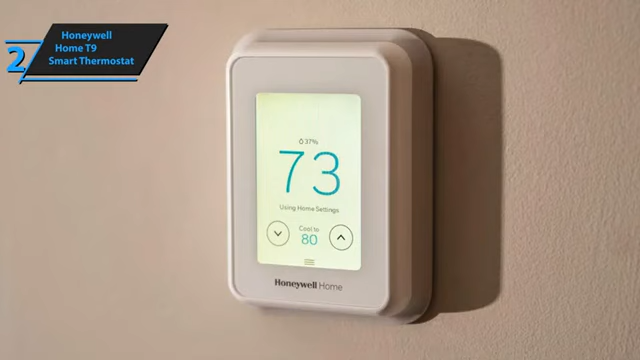 2
Honeywell
Home T9
Smart Thermostat
37%
73
Using Home Settings
Cool to
80
Honeywell Home